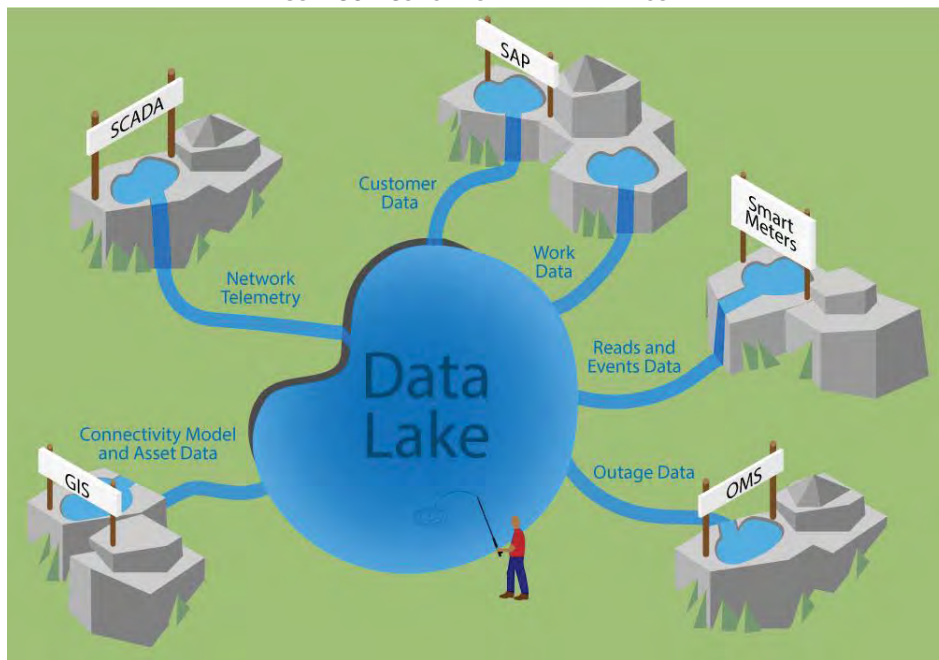 SAP
SCADA
Customer
Data
Smart
Meters
Work
Data
Network
Telemetry
Reads and
Events Data
Data
Lake
Connectivity Model
and Asset Data
GIS
Outage Data
OMS